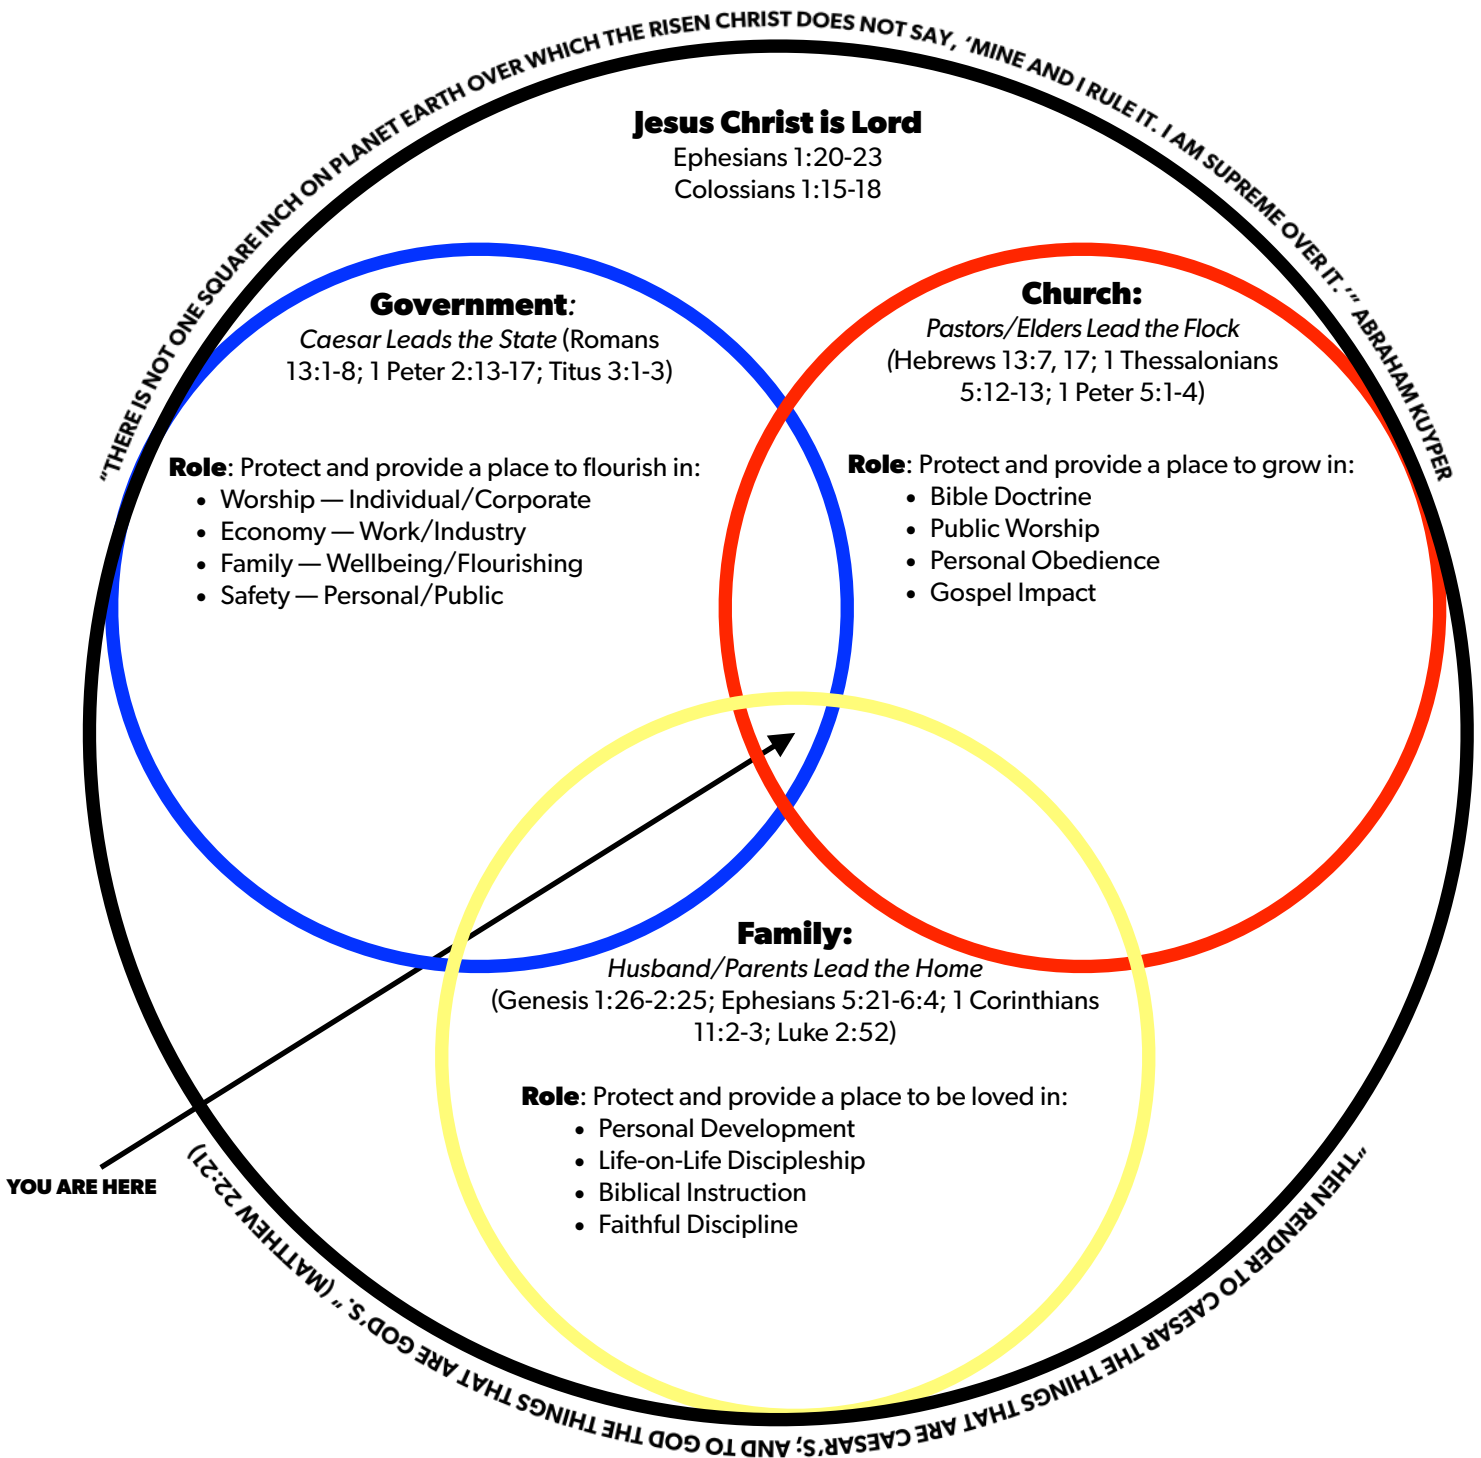 “THERE IS NOT ONE SQUARE INCH ON PLANET EARTH OVER WHICH THE RISEN CHRIST DOES NOT SAY, ‘MINE AND I RULE IT. I AM SUPREME OVER IT.’” ABRAHAM KUYPER
Jesus Christ is Lord
Ephesians 1:20-23
Colossians 1:15-18
Government:
Caesar Leads the State (Romans
13:1-8; 1 Peter 2:13-17; Titus 3:1-3)
Role: Protect and provide a place to flourish in:
• Worship — Individual/Corporate
• Economy — Work/Industry
• Family — Wellbeing/Flourishing
• Safety — Personal/Public
Church:
Pastors/Elders Lead the Flock
(Hebrews 13:7, 17; 1 Thessalonians
5:12-13; 1 Peter 5:1-4)
Role: Protect and provide a place to grow in:
• Bible Doctrine
• Public Worship
• Personal Obedience
• Gospel Impact
Family:
Husband/Parents Lead the Home
(Genesis 1:26-2:25; Ephesians 5:21-6:4; 1 Corinthians
11:2-3; Luke 2:52)
Role: Protect and provide a place to be loved in:
• Personal Development
• Life-on-Life Discipleship
• Biblical Instruction
• Faithful Discipline
YOU ARE HERE
“THEN RENDER TO CAESAR THE THINGS THAT ARE CAESAR’S; AND TO GOD THE THINGS THAT ARE GOD’S.” (MATTHEW 22:21)